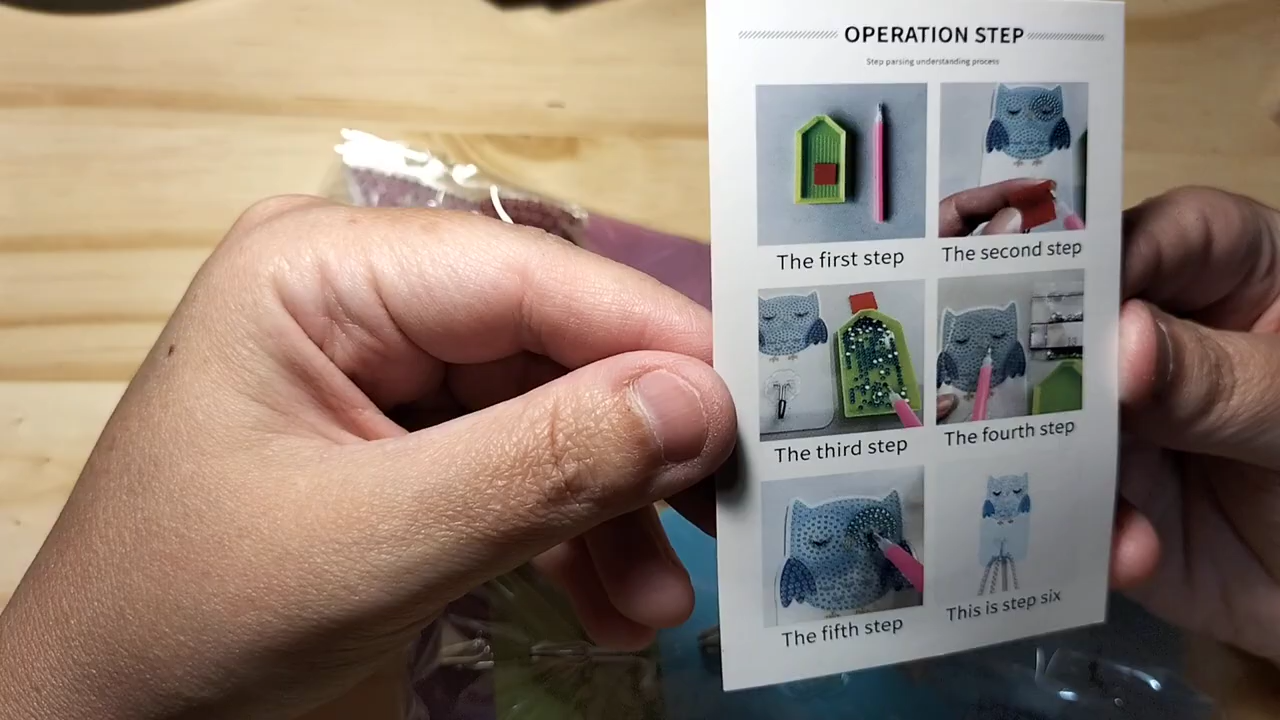 OPERATION STEP
Step parsing understanding process
The first step
The second step
The third step
The fourth step
The fifth step
This is step six